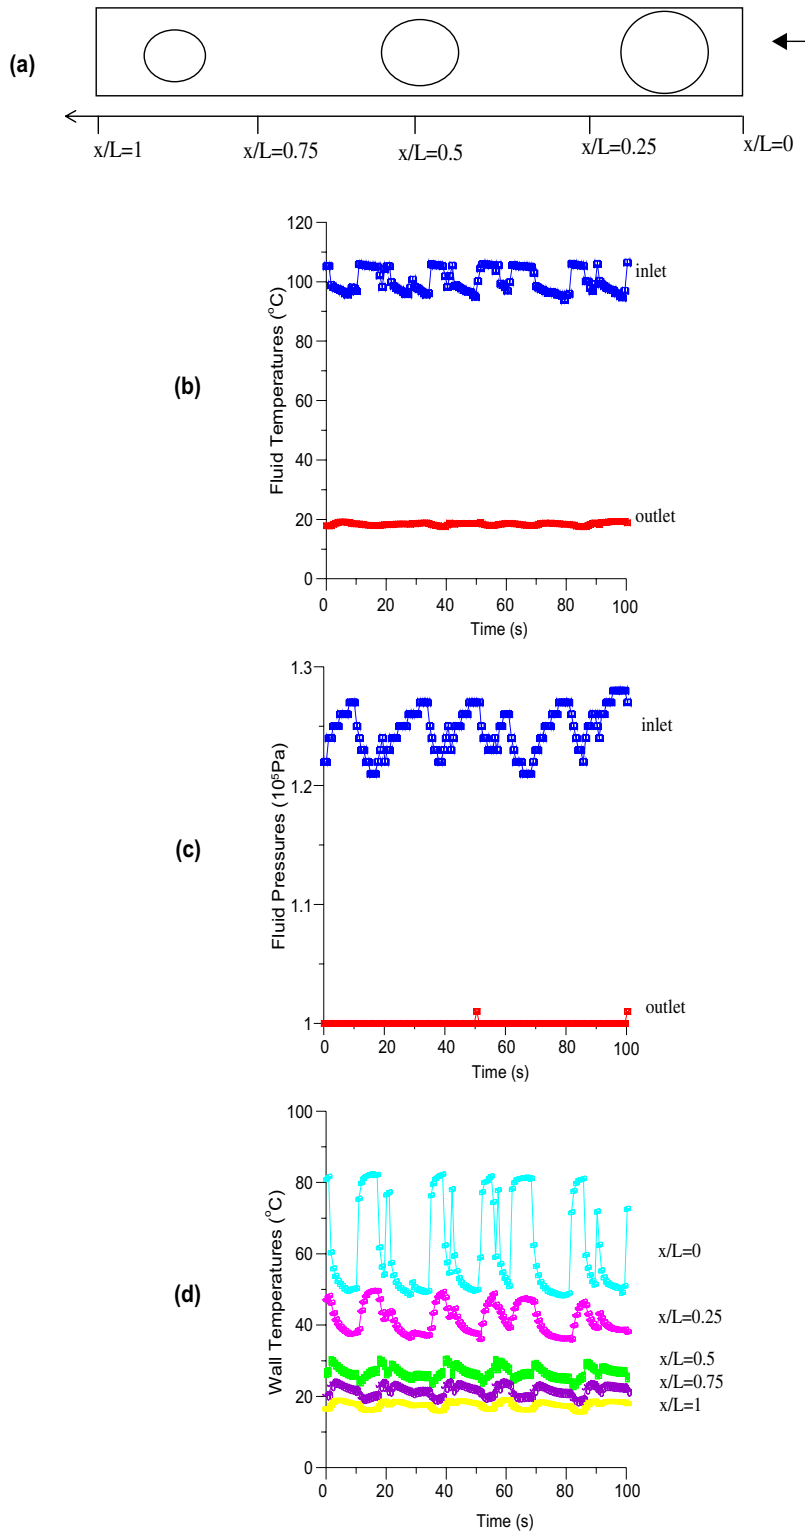 (a)
x/L=1 x/L=0.75 x/L=0.5 x/L=0.25 x/L=0
(b)
Fluid Temperatures (°C)
120
100
80
60
40
20
0
inlet
outlet
0 20 40 60 80 100
Time (s)
(c)
Fluid Pressures (10⁵Pa)
1.3
1.2
1.1
1
inlet
outlet
0 20 40 60 80 100
Time (s)
(d)
Wall Temperatures (°C)
100
80
60
40
20
0
x/L=0
x/L=0.25
x/L=0.5
x/L=0.75
x/L=1
0 20 40 60 80 100
Time (s)